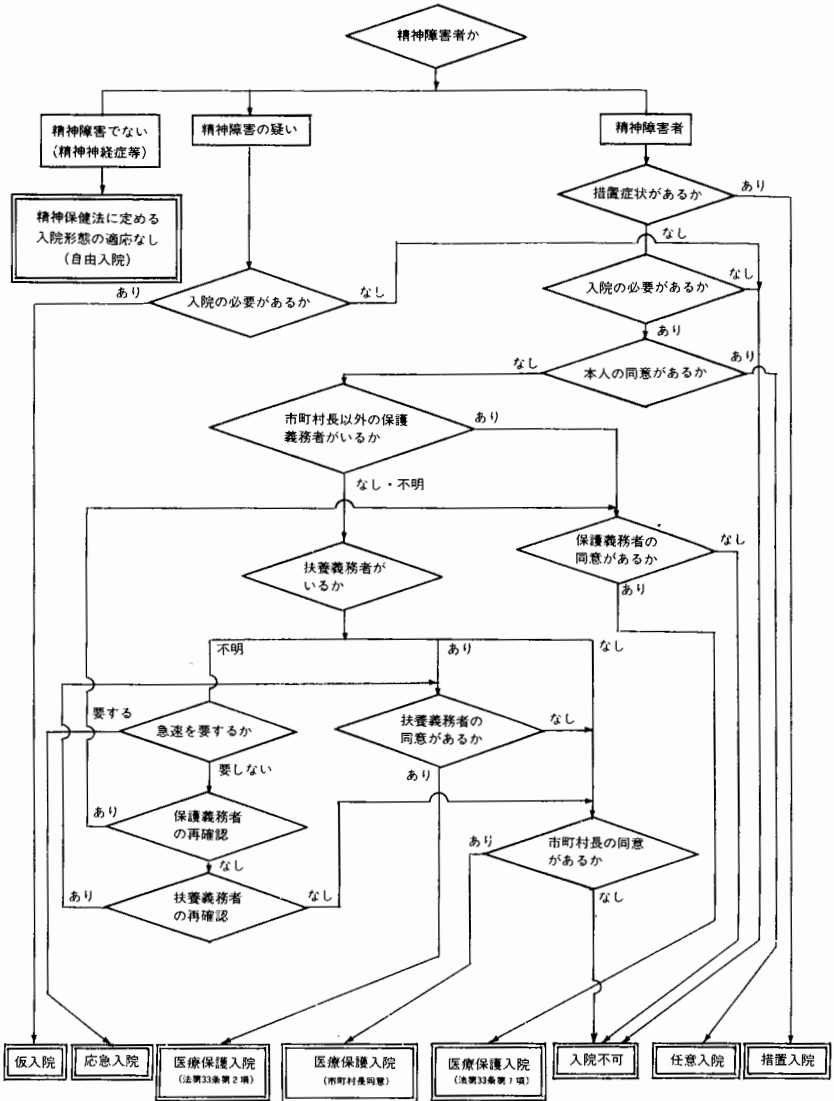 精神障害者か
精神障害でない
(精神神経症等)
精神障害の疑い
精神障害者
精神保健法に定める
入院形態の適応なし
(自由入院)
措置症状があるか
あり
なし
あり
入院の必要があるか
なし
入院の必要があるか
なし
あり
なし
本人の同意があるか
あり
市町村長以外の保護
義務者がいるか
あり
なし・不明
保護義務者の
同意があるか
なし
あり
扶養義務者が
いるか
不明
あり
なし
要する
急速を要するか
要しない
扶養義務者の
同意があるか
なし
あり
あり
保護義務者
の再確認
なし
あり
扶養義務者
の再確認
なし
あり
市町村長の同意
があるか
なし
仮入院
応急入院
医療保護入院
(法第33条第2項)
医療保護入院
(市町村長同意)
医療保護入院
(法第33条第1項)
入院不可
任意入院
措置入院